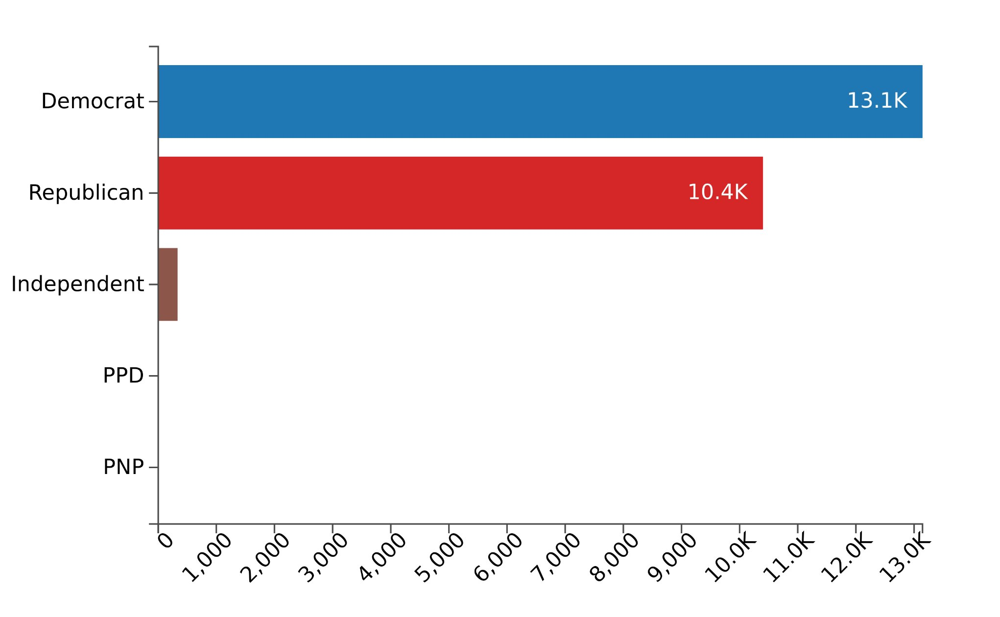 Democrat
13.1K
Republican
10.4K
Independent
PPD
PNP
0
1,000
2,000
3,000
4,000
5,000
6,000
7,000
8,000
9,000
10.0K
11.0K
12.0K
13.0K